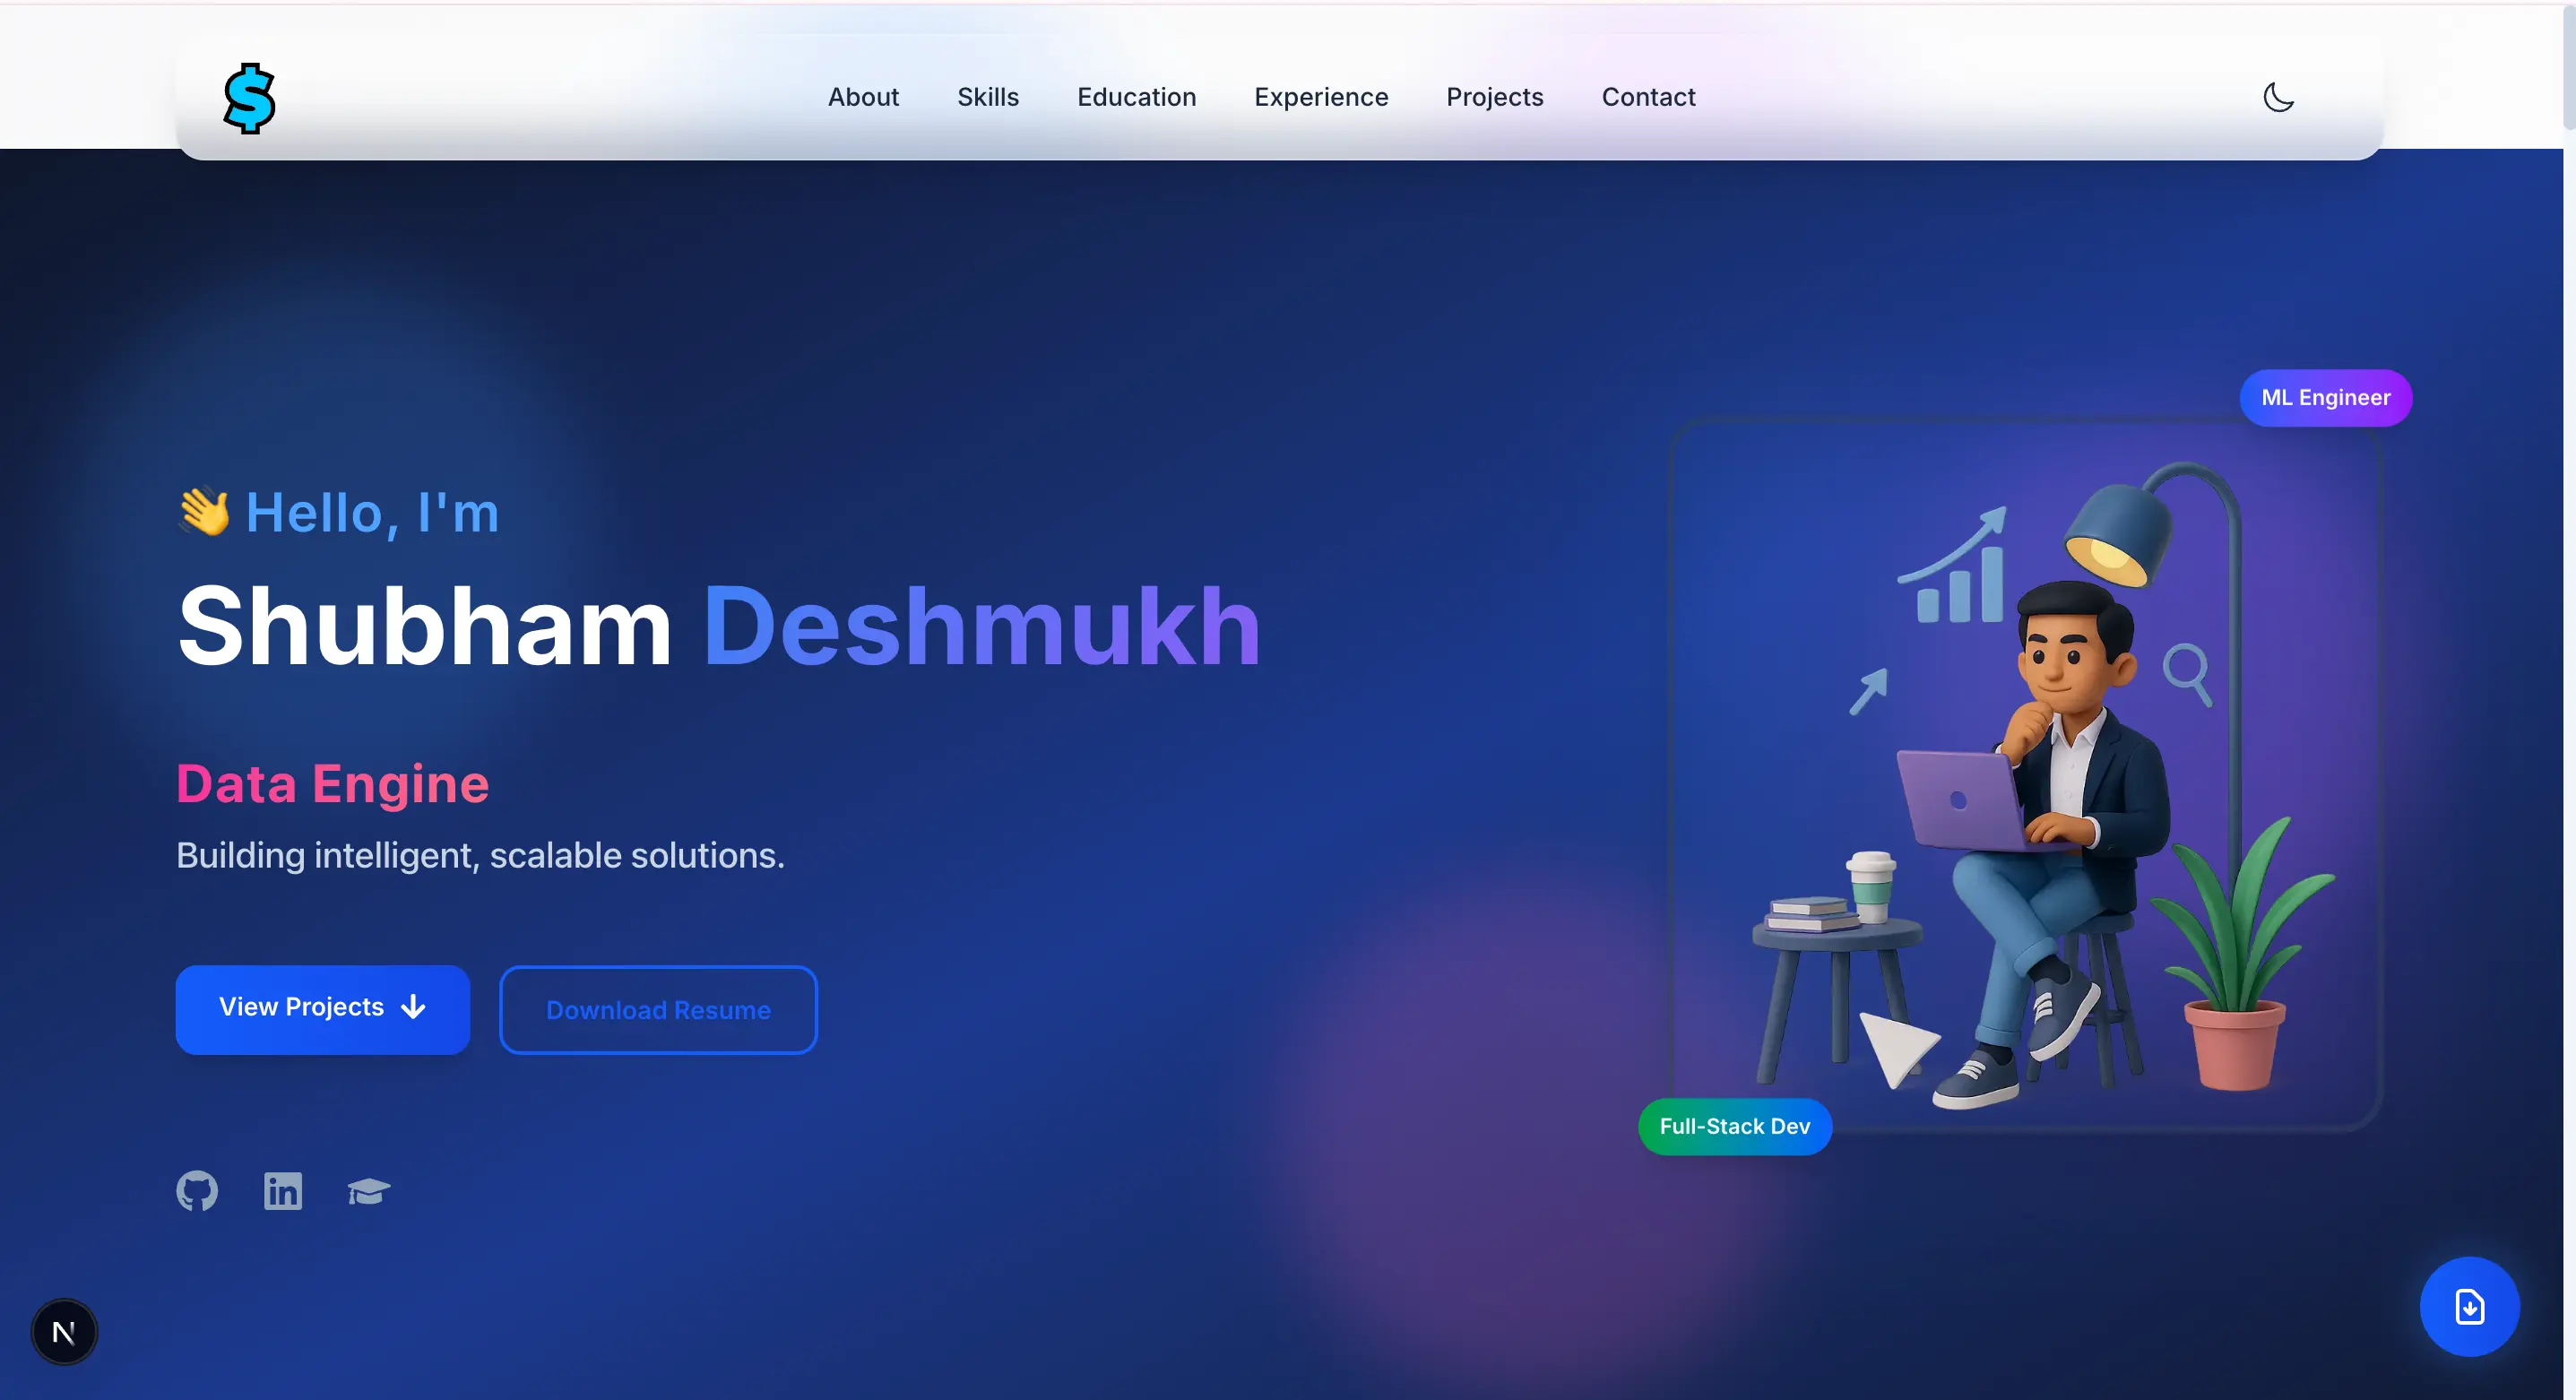 $
About Skills Education Experience Projects Contact
ML Engineer
👋 Hello, I'm
Shubham Deshmukh
Data Engine
Building intelligent, scalable solutions.
View Projects ↓
Download Resume
Full-Stack Dev
in
N